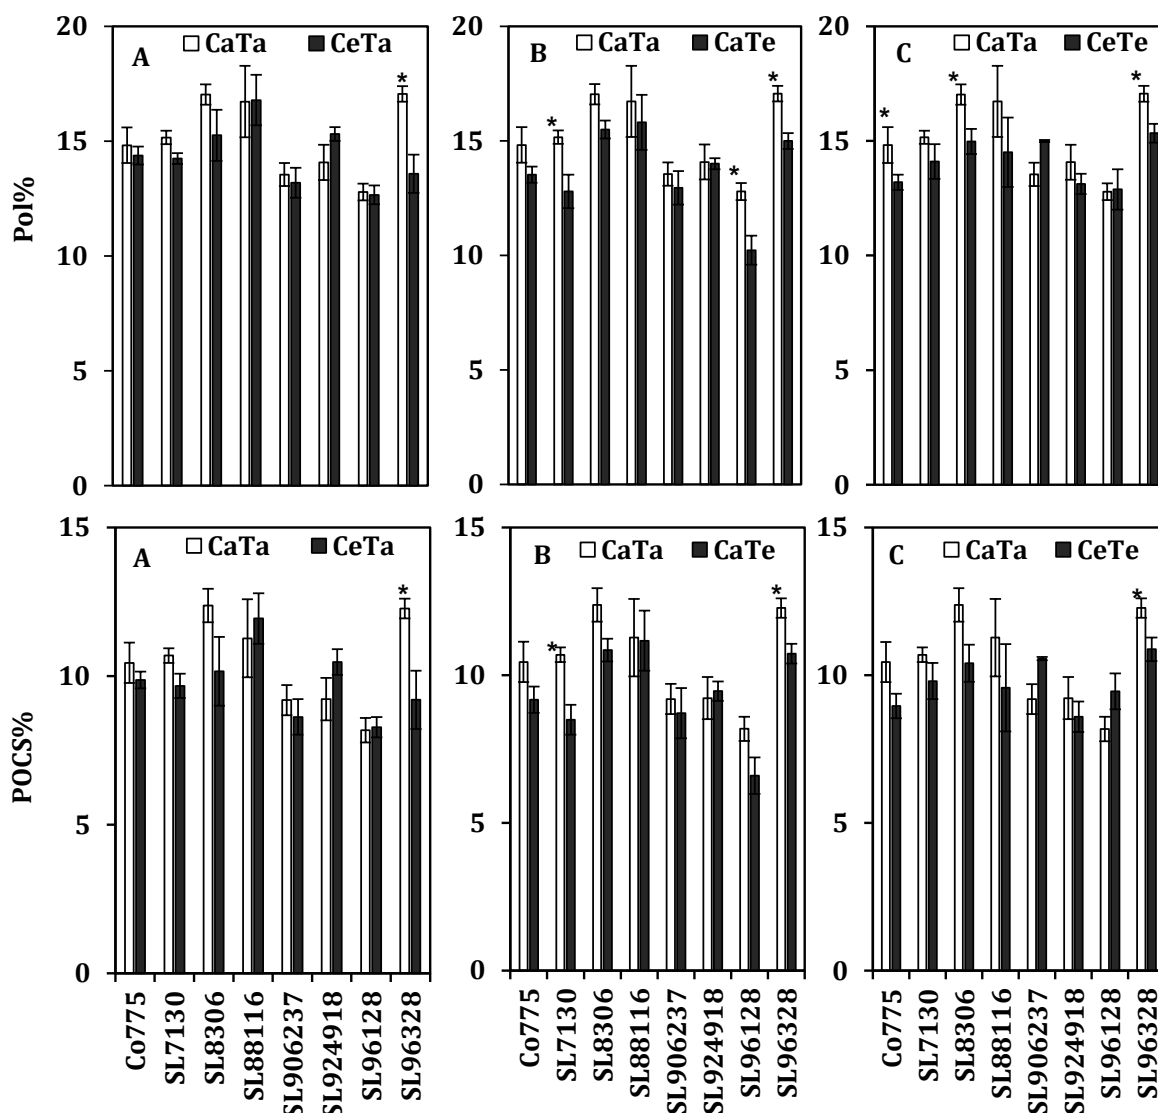 20 15 10 5 0
Pol%
A CaTa CeTa
*
20 15 10 5 0
B CaTa CaTe
* * *
20 15 10 5 0
C CaTa CeTe
* * *
15 10 5 0
POCS%
A CaTa CeTa
*
15 10 5 0
B CaTa CaTe
* *
15 10 5 0
C CaTa CeTe
*
Co775 SL7130 SL8306 SL88116 SL906237 SL924918 SL96128 SL96328
Co775 SL7130 SL8306 SL88116 SL906237 SL924918 SL96128 SL96328
Co775 SL7130 SL8306 SL88116 SL906237 SL924918 SL96128 SL96328